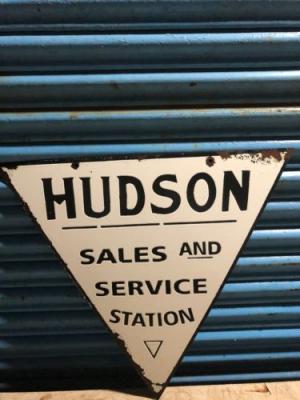 HUDSON
SALES AND
SERVICE
STATION